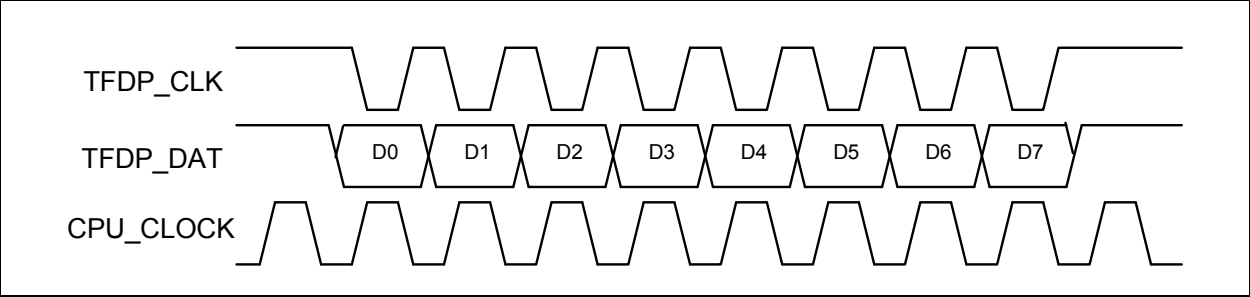 TFDP_CLK
TFDP_DAT D0 D1 D2 D3 D4 D5 D6 D7
CPU_CLOCK